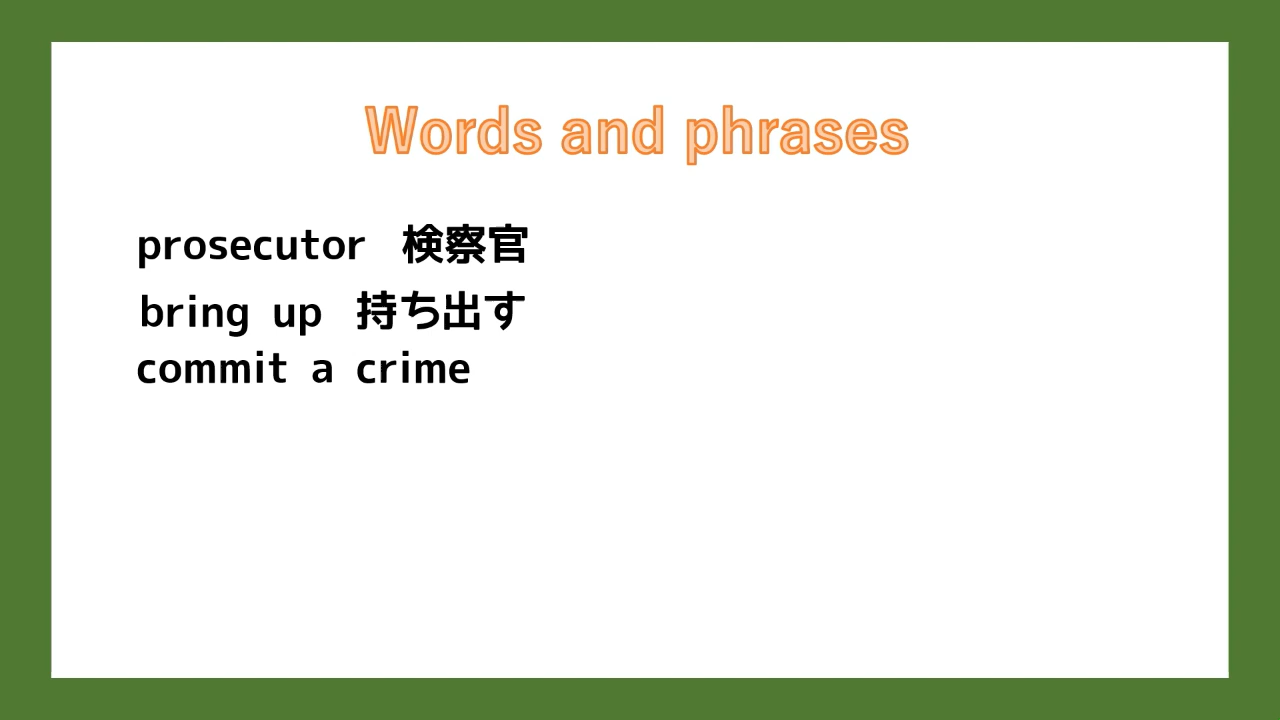 Words and phrases
prosecutor 検察官
bring up 持ち出す
commit a crime